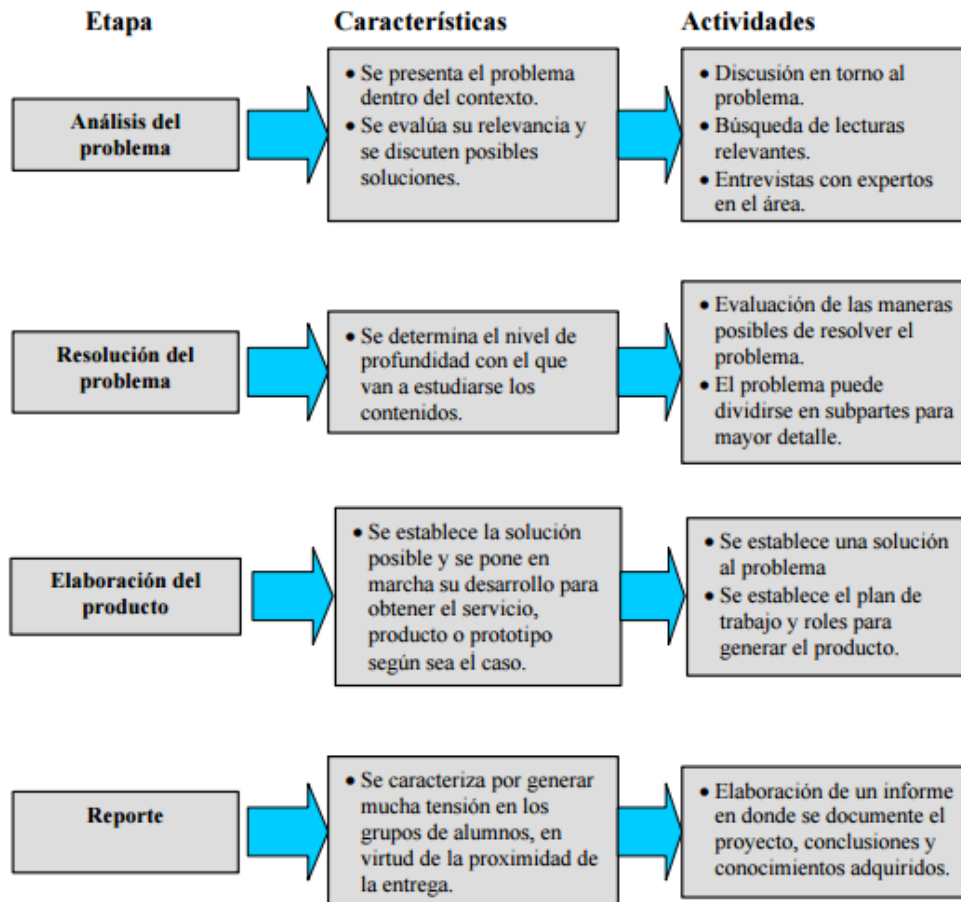 Etapa
Características
Actividades
Análisis del
problema
• Se presenta el problema
dentro del contexto.
• Se evalúa su relevancia y
se discuten posibles
soluciones.
• Discusión en torno al
problema.
• Búsqueda de lecturas
relevantes.
• Entrevistas con expertos
en el área.
Resolución del
problema
• Se determina el nivel de
profundidad con el que
van a estudiarse los
contenidos.
• Evaluación de las maneras
posibles de resolver el
problema.
• El problema puede
dividirse en subpartes para
mayor detalle.
Elaboración del
producto
• Se establece la solución
posible y se pone en
marcha su desarrollo para
obtener el servicio,
producto o prototipo
según sea el caso.
• Se establece una solución
al problema
• Se establece el plan de
trabajo y roles para
generar el producto.
Reporte
• Se caracteriza por generar
mucha tensión en los
grupos de alumnos, en
virtud de la proximidad de
la entrega.
• Elaboración de un informe
en donde se documente el
proyecto, conclusiones y
conocimientos adquiridos.